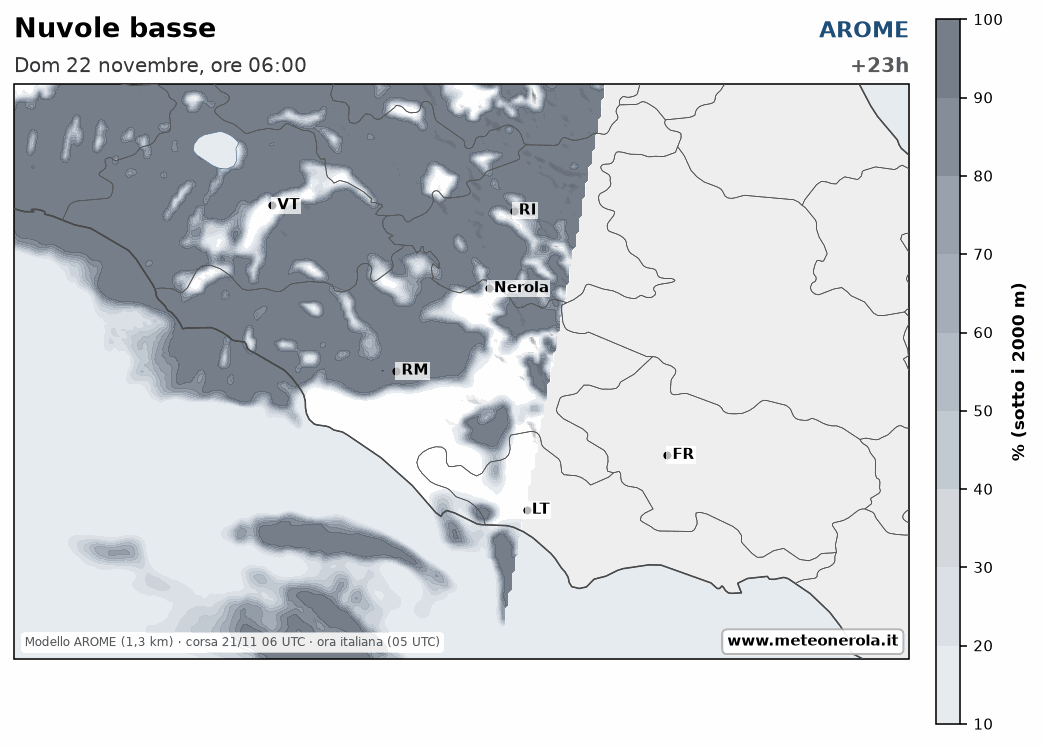 Nuvole basse
AROME
Dom 22 novembre, ore 06:00
+23h
VT
RI
Nerola
RM
FR
LT
Modello AROME (1,3 km) · corsa 21/11 06 UTC · ora italiana (05 UTC)
www.meteonerola.it
100
90
80
70
60
50
40
30
20
10
% (sotto i 2000 m)